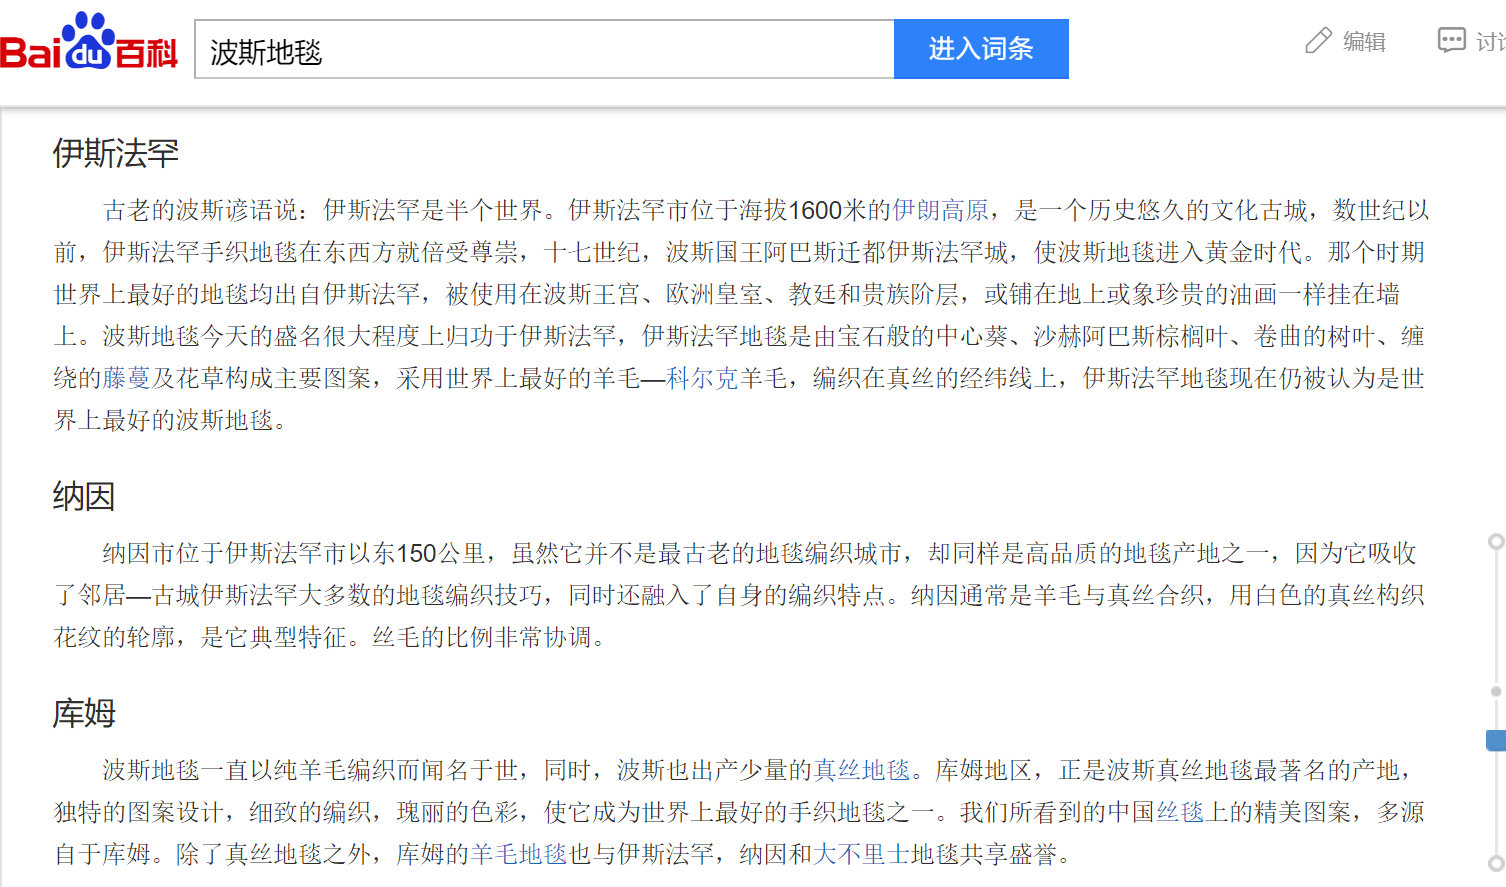 Bai du 百科
波斯地毯
进入词条
编辑
讨论
伊斯法罕
古老的波斯谚语说：伊斯法罕是半个世界。伊斯法罕市位于海拔1600米的伊朗高原，是一个历史悠久的文化古城，数世纪以
前，伊斯法罕手织地毯在东西方就倍受尊崇，十七世纪，波斯国王阿巴斯迁都伊斯法罕城，使波斯地毯进入黄金时代。那个时期
世界上最好的地毯均出自伊斯法罕，被使用在波斯王宫、欧洲皇室、教廷和贵族阶层，或铺在地上或象珍贵的油画一样挂在墙
上。波斯地毯今天的盛名很大程度上归功于伊斯法罕，伊斯法罕地毯是由宝石般的中心葵、沙赫阿巴斯棕榈叶、卷曲的树叶、缠
绕的藤蔓及花草构成主要图案，采用世界上最好的羊毛—科尔克羊毛，编织在真丝的经纬线上，伊斯法罕地毯现在仍被认为是世
界上最好的波斯地毯。
纳因
纳因市位于伊斯法罕市以东150公里，虽然它并不是最古老的地毯编织城市，却同样是高品质的地毯产地之一，因为它吸收
了邻居—古城伊斯法罕大多数的地毯编织技巧，同时还融入了自身的编织特点。纳因通常是羊毛与真丝合织，用白色的真丝构织
花纹的轮廓，是它典型特征。丝毛的比例非常协调。
库姆
波斯地毯一直以纯羊毛编织而闻名于世，同时，波斯也出产少量的真丝地毯。库姆地区，正是波斯真丝地毯最著名的产地，
独特的图案设计，细致的编织，瑰丽的色彩，使它成为世界上最好的手织地毯之一。我们所看到的中国丝毯上的精美图案，多源
自于库姆。除了真丝地毯之外，库姆的羊毛地毯也与伊斯法罕，纳因和大不里士地毯共享盛誉。